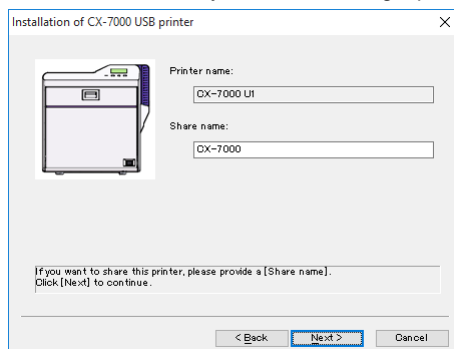 Installation of CX-7000 USB printer
Printer name:
CX-7000 U1
Share name:
CX-7000
If you want to share this printer, please provide a [Share name].
Click [Next] to continue.
< Back
Next >
Cancel